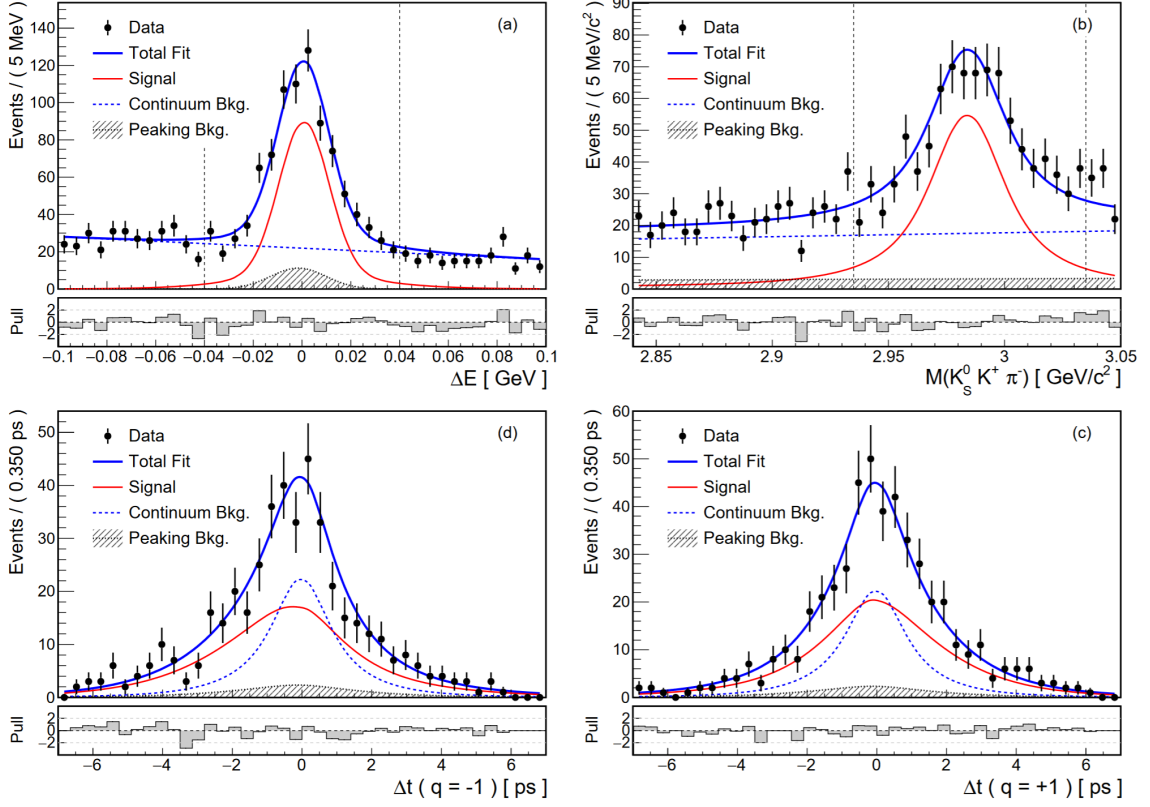 (a)
Data
Total Fit
Signal
Continuum Bkg.
Peaking Bkg.
Events / ( 5 MeV )
0
20
40
60
80
100
120
140
Pull
2
0
−2
−0.1
−0.08
−0.06
−0.04
−0.02
0
0.02
0.04
0.06
0.08
0.1
ΔE [ GeV ]
(b)
Data
Total Fit
Signal
Continuum Bkg.
Peaking Bkg.
Events / ( 5 MeV/c²
0
10
20
30
40
50
60
70
80
90
Pull
2
0
−2
2.85
2.9
2.95
3
3.05
M(K⁰_S K⁺ π⁻) [ GeV/c² ]
(d)
Data
Total Fit
Signal
Continuum Bkg.
Peaking Bkg.
Events / ( 0.350 ps )
0
10
20
30
40
50
Pull
2
0
−2
−6
−4
−2
0
2
4
6
Δt ( q = -1 ) [ ps ]
(c)
Data
Total Fit
Signal
Continuum Bkg.
Peaking Bkg.
Events / ( 0.350 ps )
0
10
20
30
40
50
60
Pull
2
0
−2
−6
−4
−2
0
2
4
6
Δt ( q = +1 ) [ ps ]